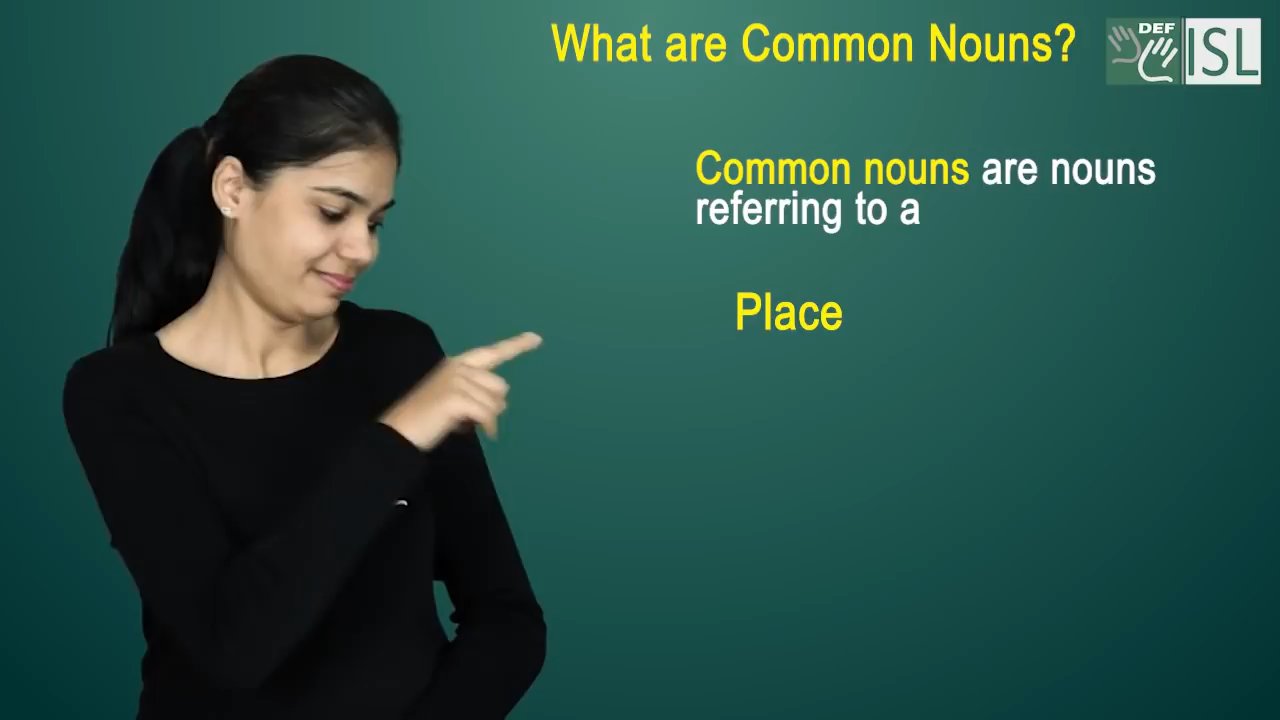 What are Common Nouns?
DEF
ISL
Common nouns are nouns
referring to a
Place